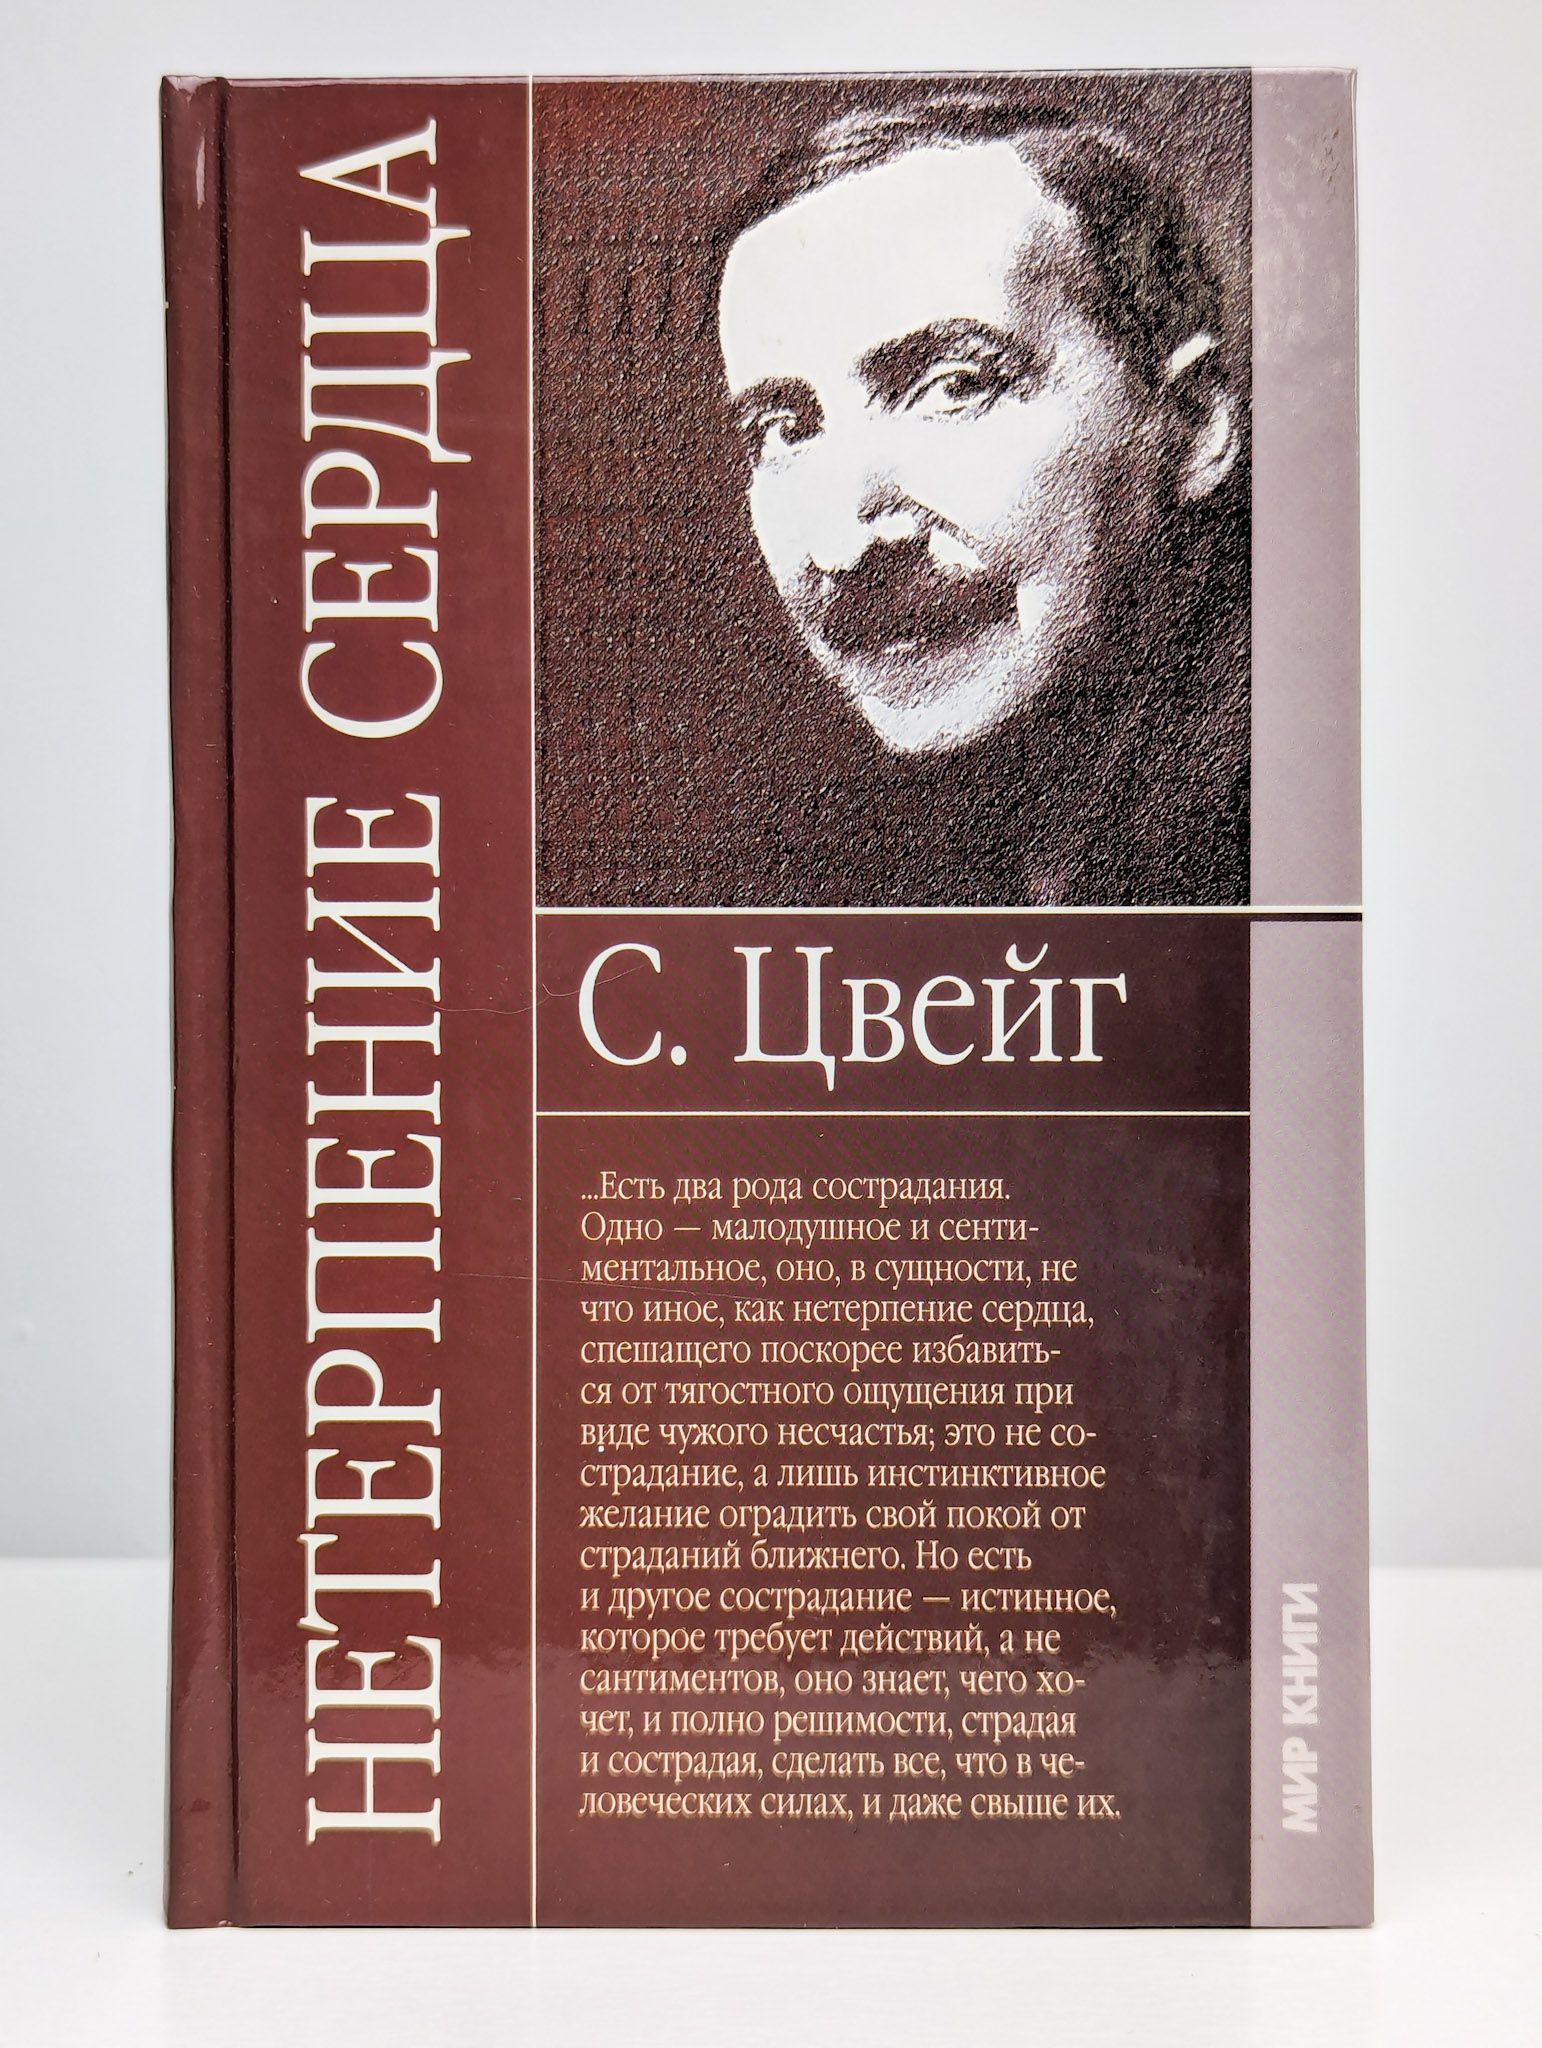 НЕТЕРПЕНИЕ СЕРДЦА
С. Цвейг
...Есть два рода сострадания.
Одно — малодушное и сенти-
ментальное, оно, в сущности, не
что иное, как нетерпение сердца,
спешащего поскорее избавить-
ся от тягостного ощущения при
виде чужого несчастья; это не со-
страдание, а лишь инстинктивное
желание оградить свой покой от
страданий ближнего. Но есть
и другое сострадание — истинное,
которое требует действий, а не
сантиментов, оно знает, чего хо-
чет, и полно решимости, страдая
и сострадая, сделать все, что в че-
ловеческих силах, и даже свыше их.
МИР КНИГИ